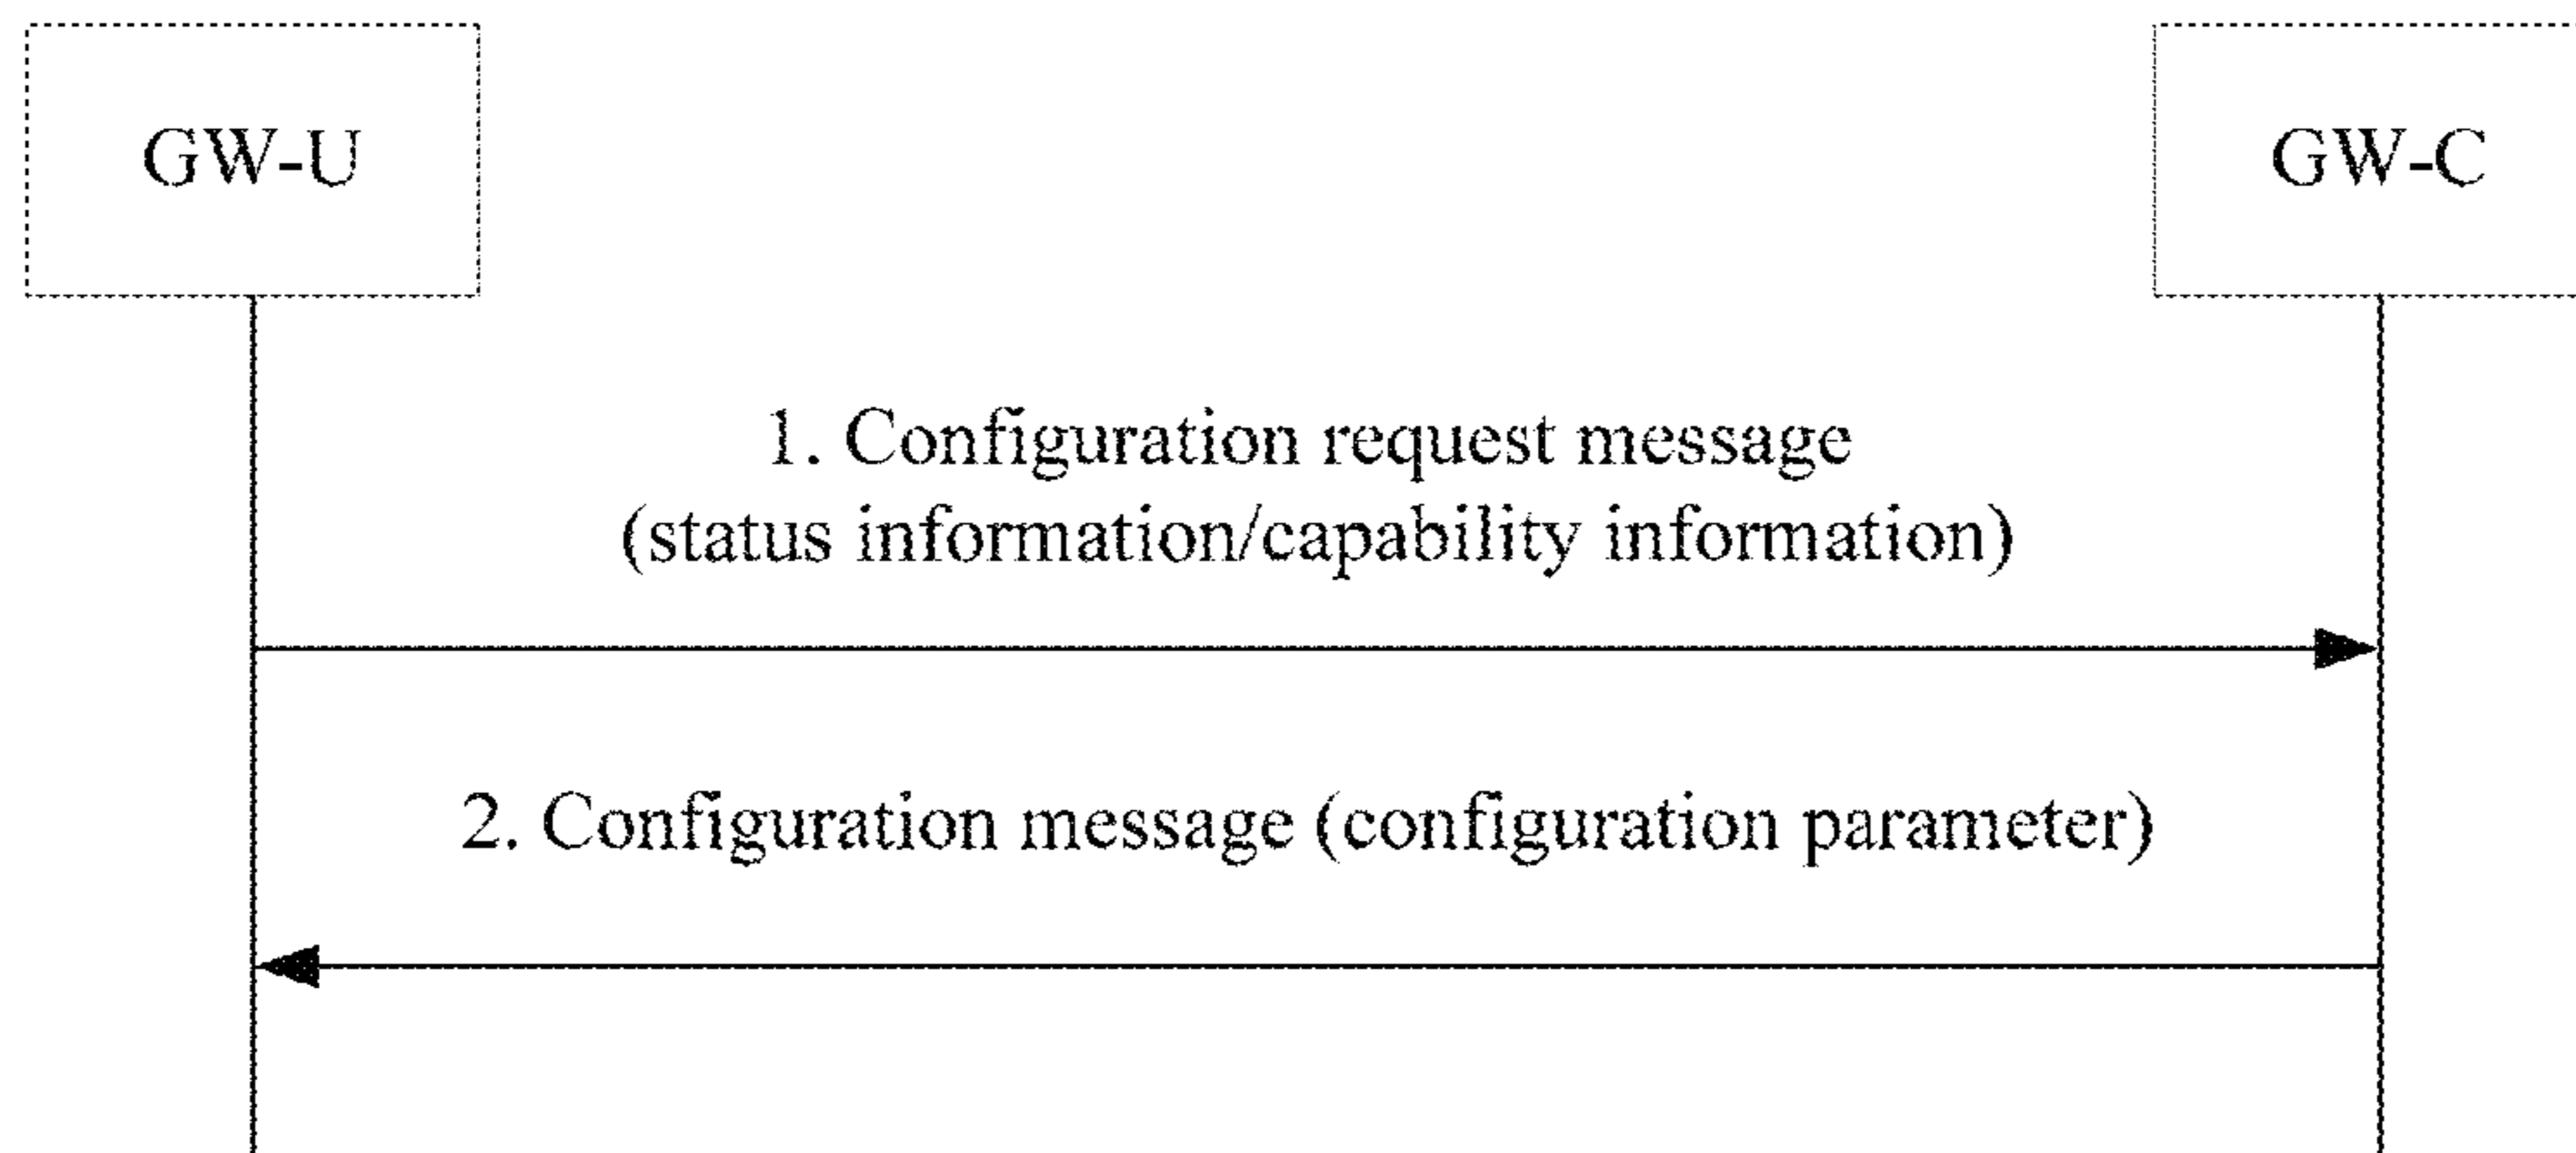 GW-U
GW-C
1. Configuration request message
(status information/capability information)
2. Configuration message (configuration parameter)